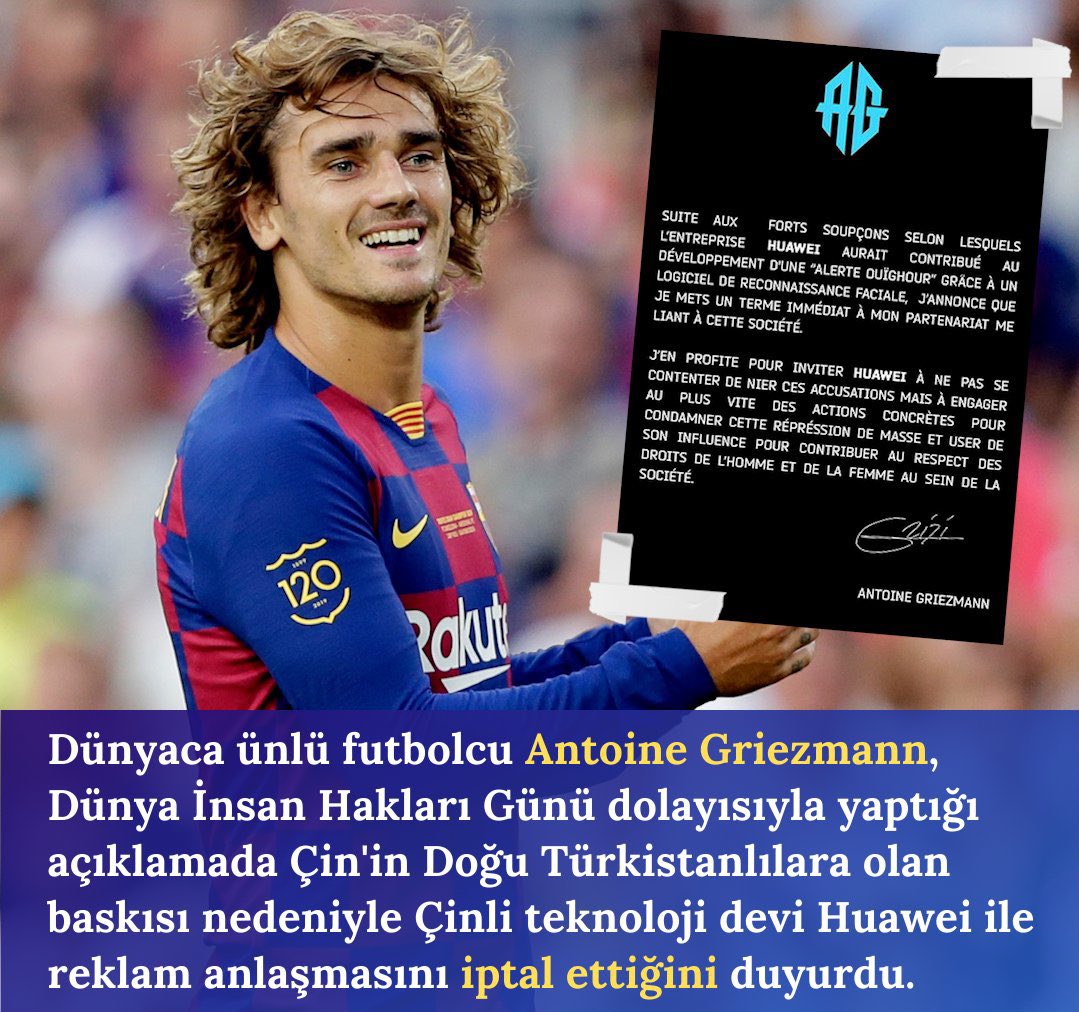 AG
SUITE AUX FORTS SOUPÇONS SELON LESQUELS
L'ENTREPRISE HUAWEI AURAIT CONTRIBUÉ AU
DÉVELOPPEMENT D'UNE "ALERTE OUÏGHOUR" GRÂCE À UN
LOGICIEL DE RECONNAISSANCE FACIALE, J'ANNONCE QUE
JE METS UN TERME IMMÉDIAT À MON PARTENARIAT ME
LIANT À CETTE SOCIÉTÉ.
J'EN PROFITE POUR INVITER HUAWEI À NE PAS SE
CONTENTER DE NIER CES ACCUSATIONS MAIS À ENGAGER
AU PLUS VITE DES ACTIONS CONCRÈTES POUR
CONDAMNER CETTE RÉPRÉSSION DE MASSE ET USER DE
SON INFLUENCE POUR CONTRIBUER AU RESPECT DES
DROITS DE L'HOMME ET DE LA FEMME AU SEIN DE LA
SOCIÉTÉ.
Grizi
ANTOINE GRIEZMANN
120
Rakut
Dünyaca ünlü futbolcu Antoine Griezmann,
Dünya İnsan Hakları Günü dolayısıyla yaptığı
açıklamada Çin'in Doğu Türkistanlılara olan
baskısı nedeniyle Çinli teknoloji devi Huawei ile
reklam anlaşmasını iptal ettiğini duyurdu.